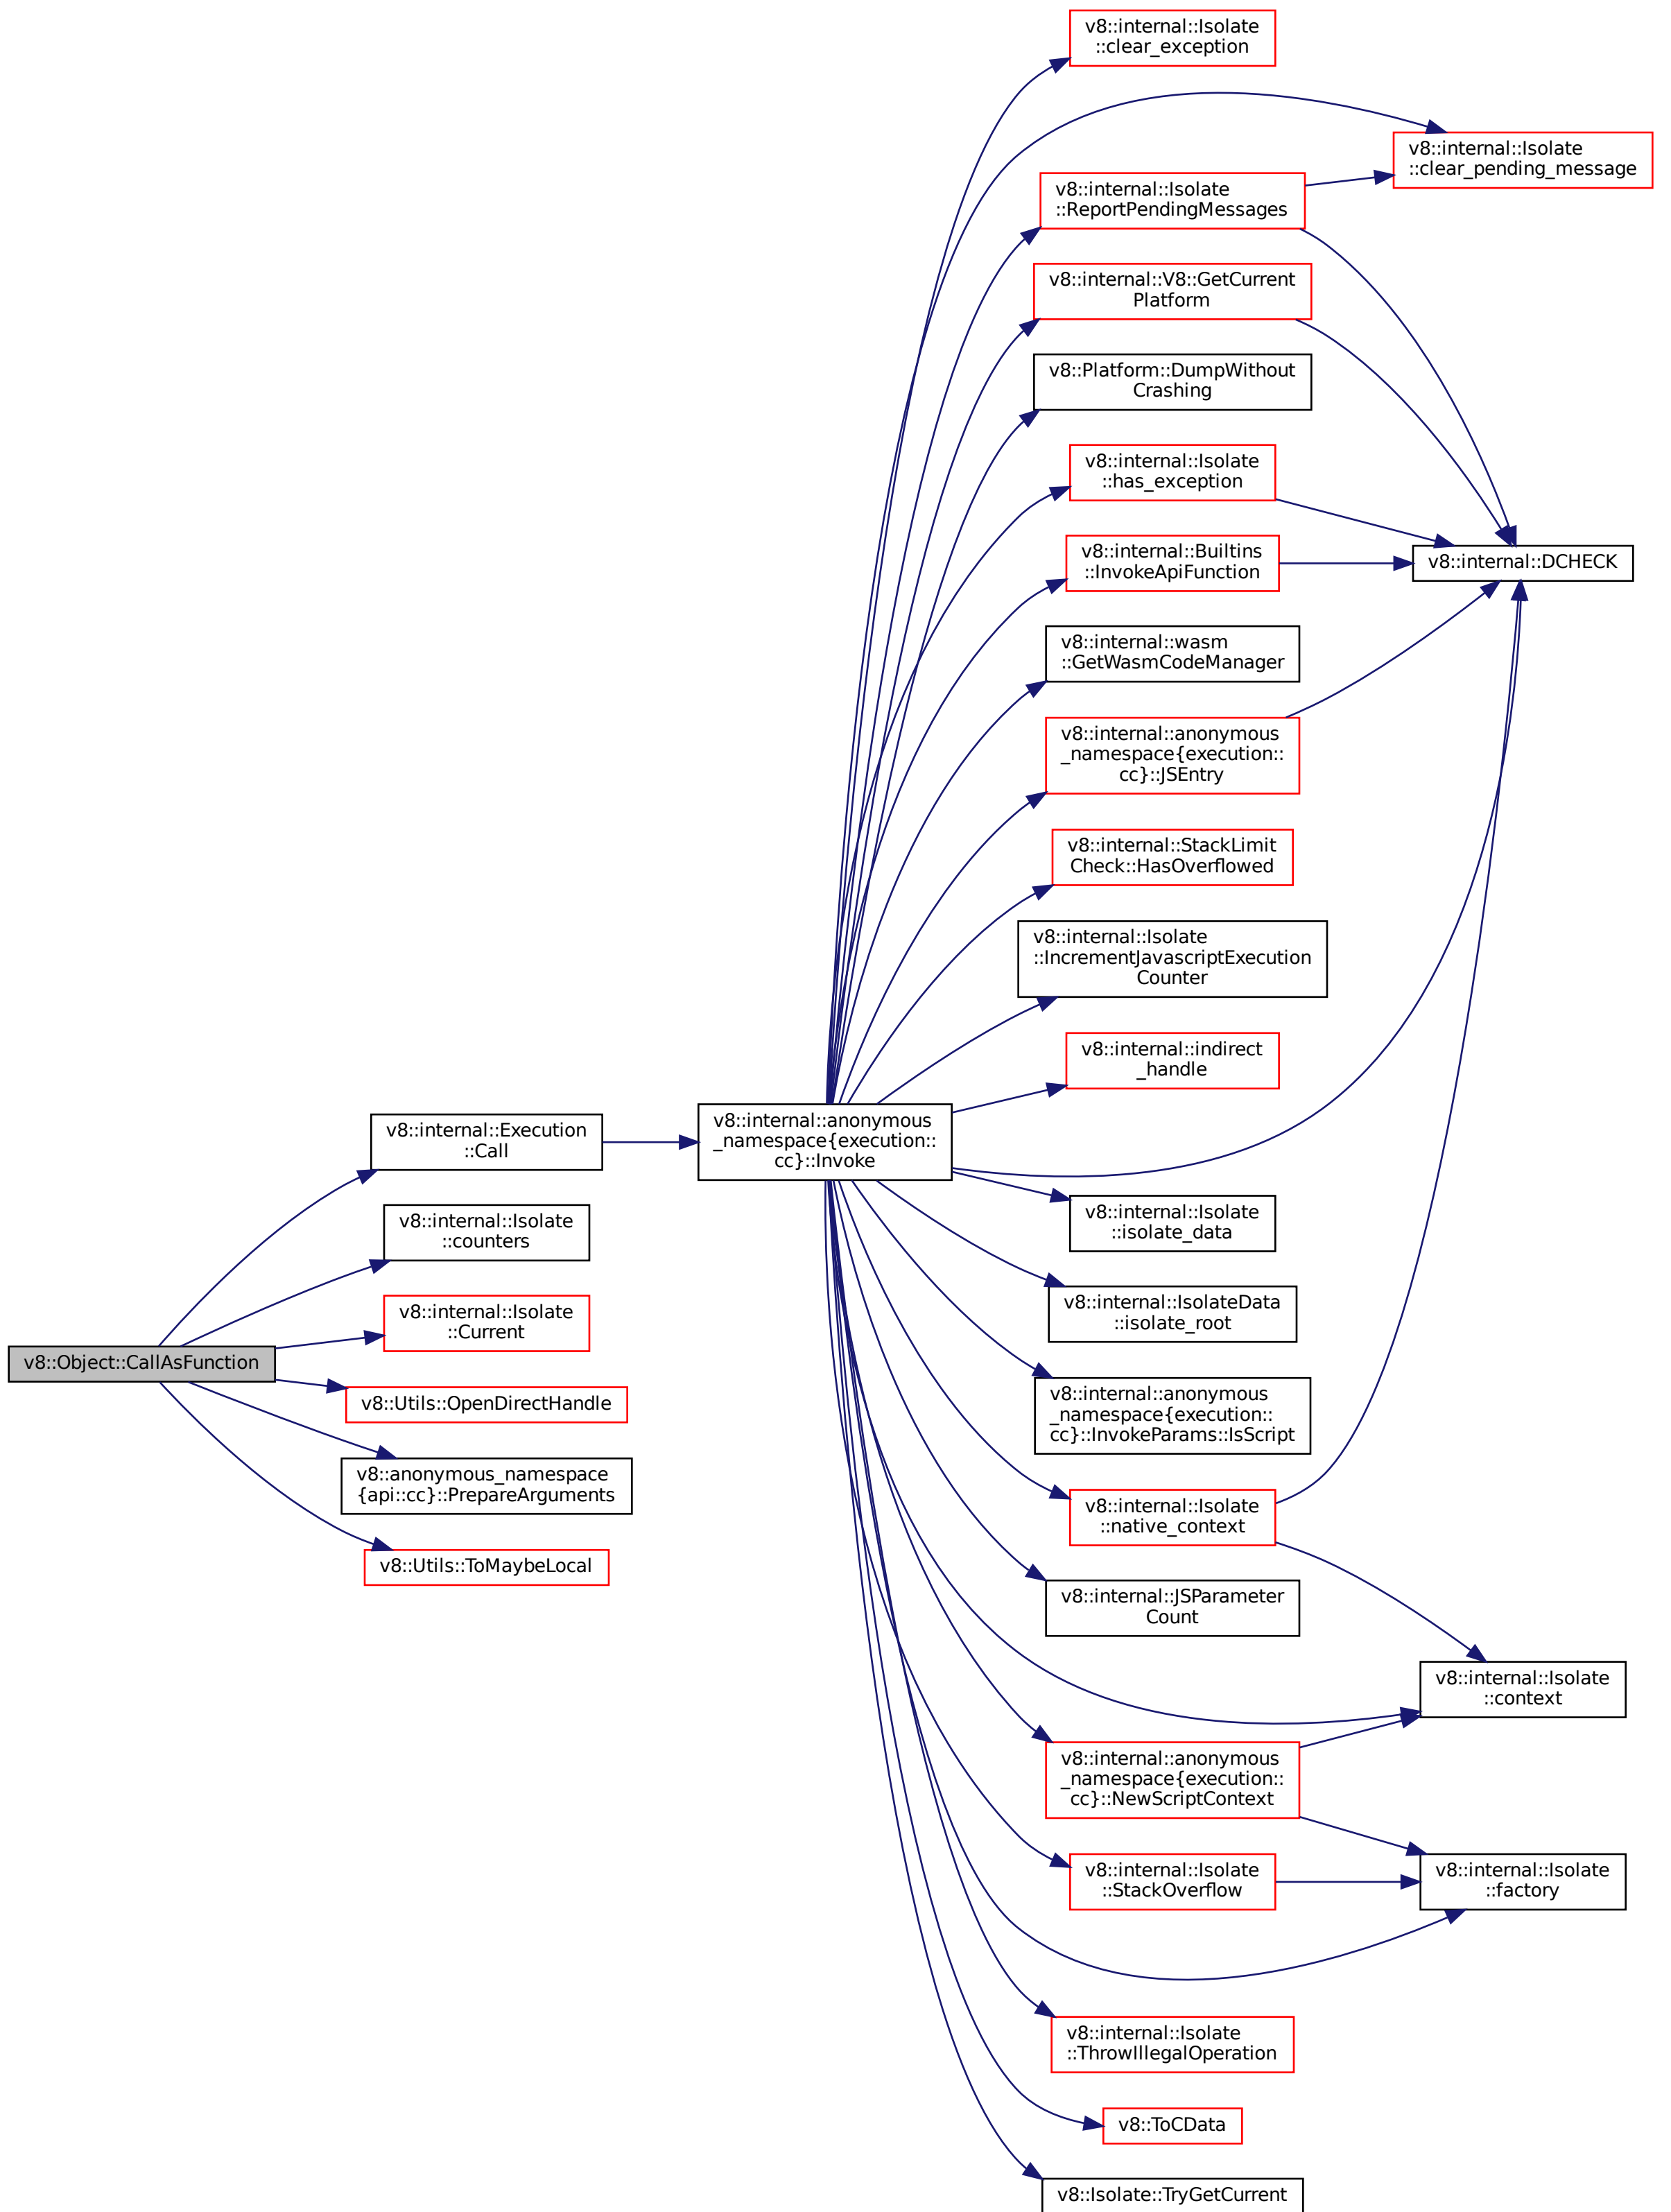 v8::Object::CallAsFunction
v8::internal::Execution
::Call
v8::internal::Isolate
::counters
v8::internal::Isolate
::Current
v8::Utils::OpenDirectHandle
v8::anonymous_namespace
{api::cc}::PrepareArguments
v8::Utils::ToMaybeLocal
v8::internal::anonymous
_namespace{execution::
cc}::Invoke
v8::internal::Isolate
::clear_exception
v8::internal::Isolate
::clear_pending_message
v8::internal::Isolate
::ReportPendingMessages
v8::internal::V8::GetCurrent
Platform
v8::Platform::DumpWithout
Crashing
v8::internal::Isolate
::has_exception
v8::internal::Builtins
::InvokeApiFunction
v8::internal::DCHECK
v8::internal::wasm
::GetWasmCodeManager
v8::internal::anonymous
_namespace{execution::
cc}::JSEntry
v8::internal::StackLimit
Check::HasOverflowed
v8::internal::Isolate
::IncrementJavascriptExecution
Counter
v8::internal::indirect
_handle
v8::internal::Isolate
::isolate_data
v8::internal::IsolateData
::isolate_root
v8::internal::anonymous
_namespace{execution::
cc}::InvokeParams::IsScript
v8::internal::Isolate
::native_context
v8::internal::JSParameter
Count
v8::internal::Isolate
::context
v8::internal::anonymous
_namespace{execution::
cc}::NewScriptContext
v8::internal::Isolate
::StackOverflow
v8::internal::Isolate
::factory
v8::internal::Isolate
::ThrowIllegalOperation
v8::ToCData
v8::Isolate::TryGetCurrent